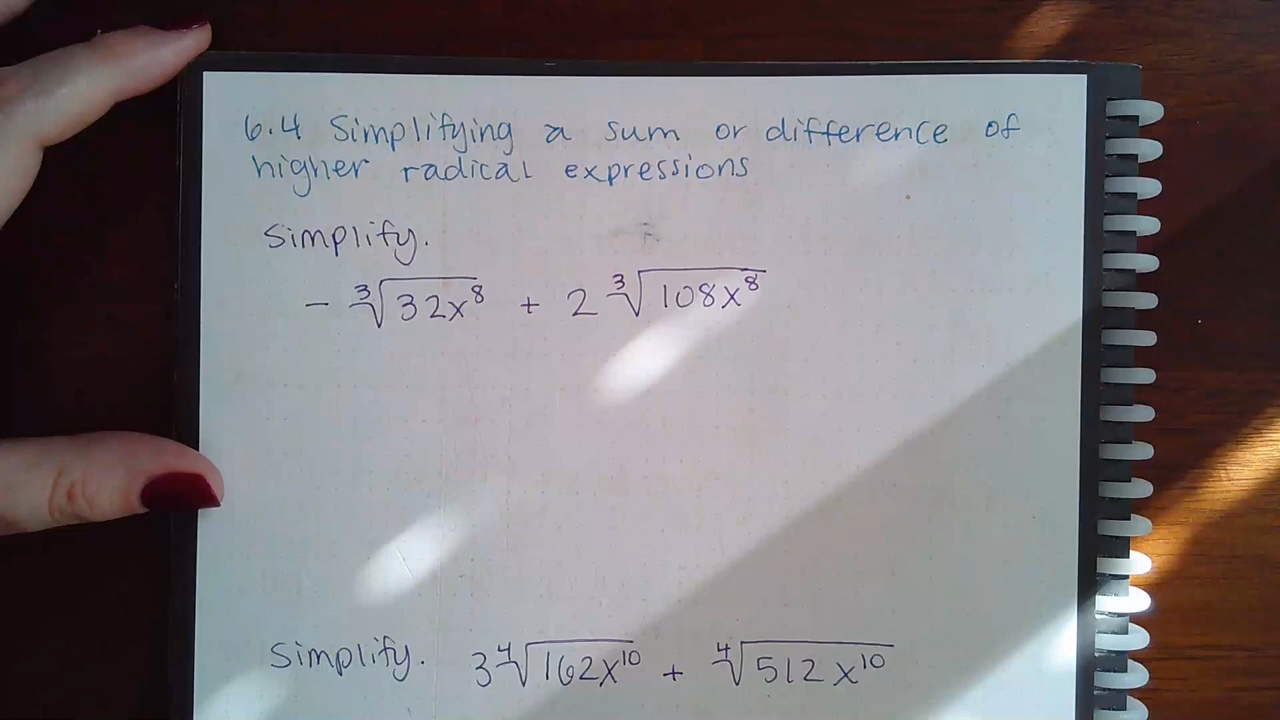 6.4 Simplifying a sum or difference of
higher radical expressions
Simplify.
- ∛32x⁸ + 2 ∛108x⁸
Simplify. 3 ∜162x¹⁰ + ∜512x¹⁰